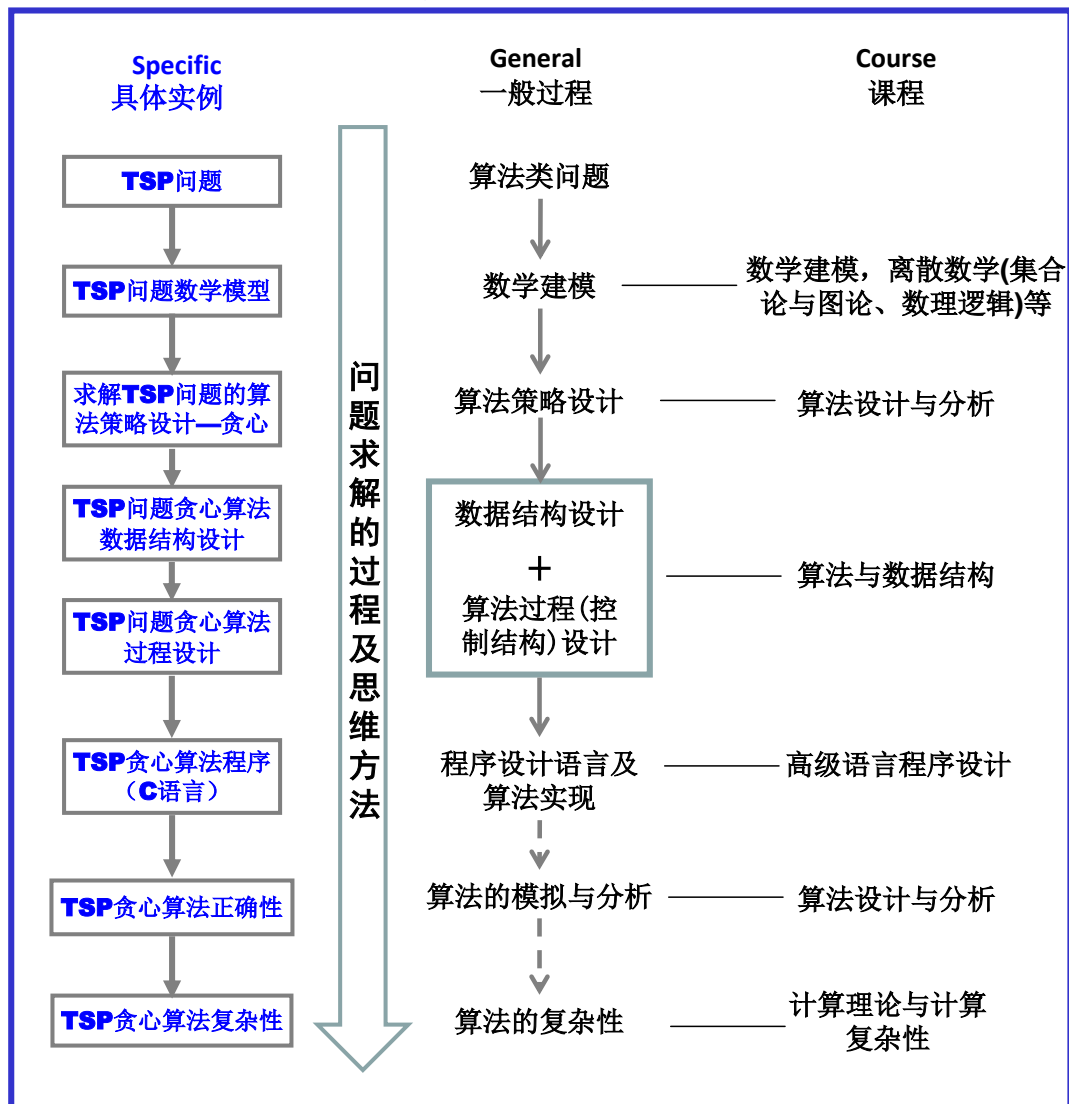 Specific
具体实例
General
一般过程
Course
课程
TSP问题
TSP问题数学模型
求解TSP问题的算
法策略设计—贪心
TSP问题贪心算法
数据结构设计
TSP问题贪心算法
过程设计
TSP贪心算法程序
（C语言）
TSP贪心算法正确性
TSP贪心算法复杂性
问题求解的过程及思维方法
算法类问题
数学建模
算法策略设计
数据结构设计
＋
算法过程(控
制结构)设计
程序设计语言及
算法实现
算法的模拟与分析
算法的复杂性
数学建模，离散数学(集合
论与图论、数理逻辑)等
算法设计与分析
算法与数据结构
高级语言程序设计
算法设计与分析
计算理论与计算
复杂性